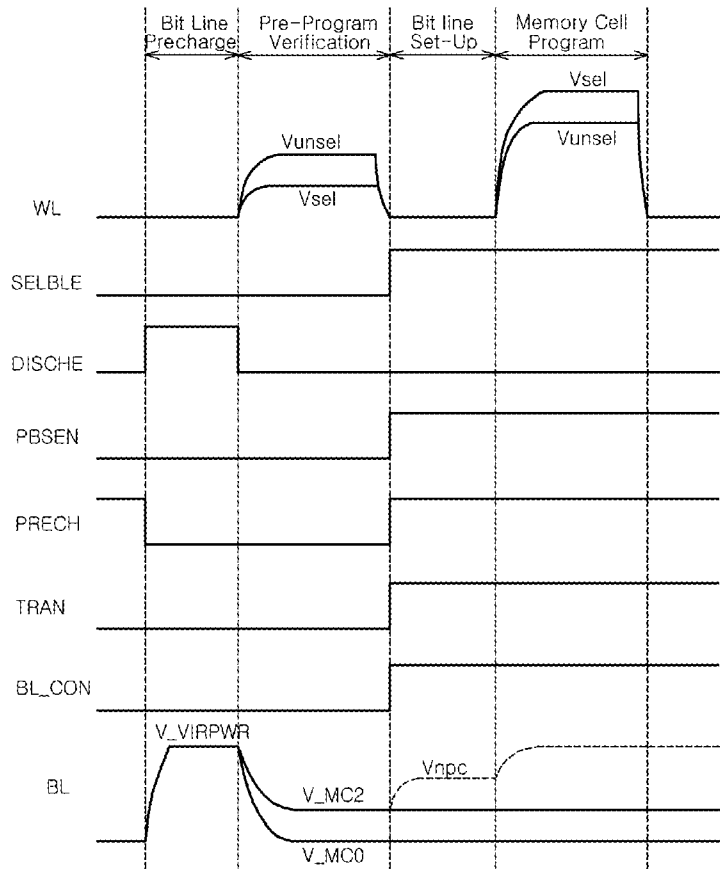 Bit Line
Precharge
Pre-Program
Verification
Bit line
Set-Up
Memory Cell
Program
Vsel
Vunsel
Vunsel
Vsel
WL
SELBLE
DISCHE
PBSEN
PRECH
TRAN
BL_CON
V_VIRPWR
Vnpc
BL
V_MC2
V_MC0